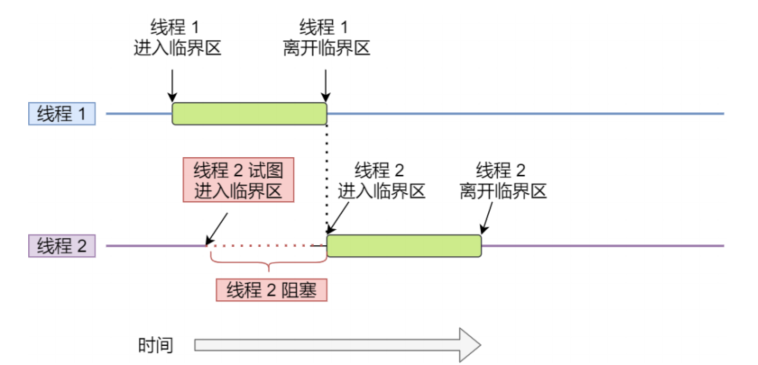 线程 1
进入临界区
线程 1
离开临界区
线程 1
线程 2 试图
进入临界区
线程 2
进入临界区
线程 2
离开临界区
线程 2
线程 2 阻塞
时间